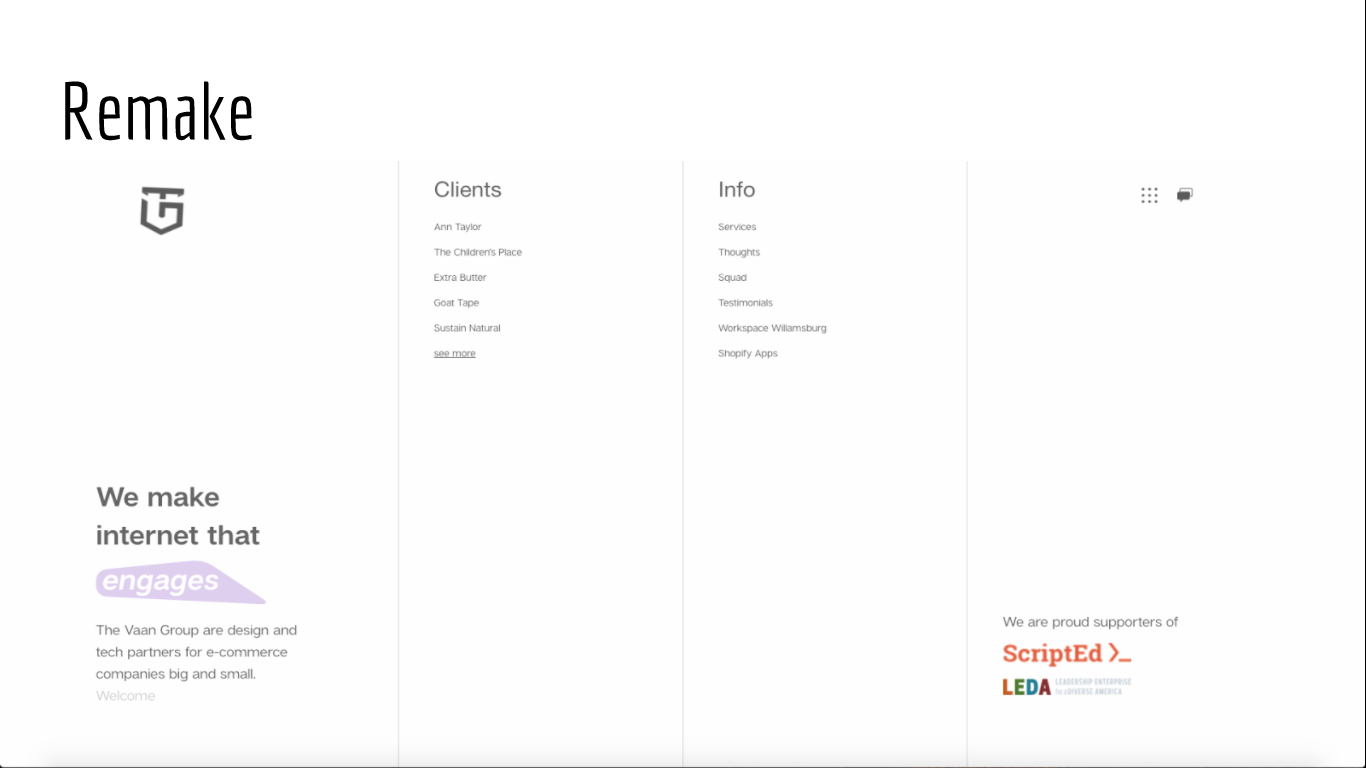 Remake
Clients
Ann Taylor
The Children's Place
Extra Butter
Goat Tape
Sustain Natural
see more
Info
Services
Thoughts
Squad
Testimonials
Workspace Willamsburg
Shopify Apps
We make
internet that
engages
The Vaan Group are design and
tech partners for e-commerce
companies big and small.
Welcome
We are proud supporters of
ScriptEd >_
LEDA LEADERSHIP ENTERPRISE
for a DIVERSE AMERICA